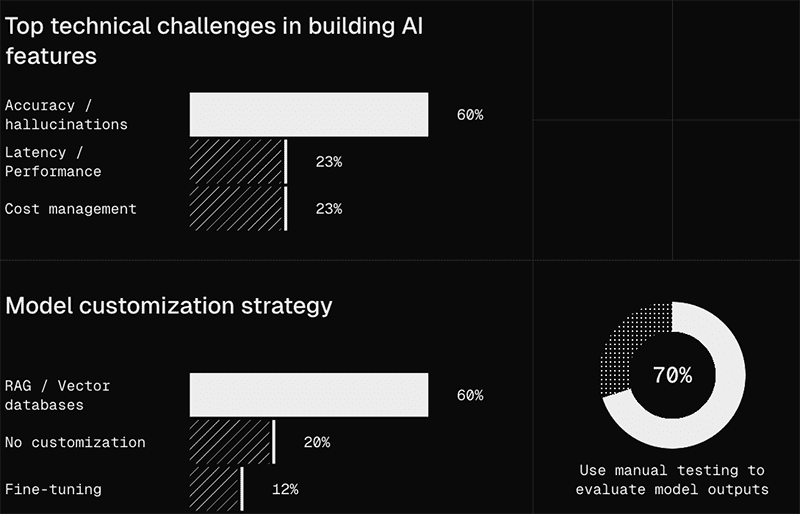 Top technical challenges in building AI
features
Accuracy /
hallucinations
60%
Latency /
Performance
23%
Cost management
23%
Model customization strategy
RAG / Vector
databases
60%
No customization
20%
Fine-tuning
12%
70%
Use manual testing to
evaluate model outputs